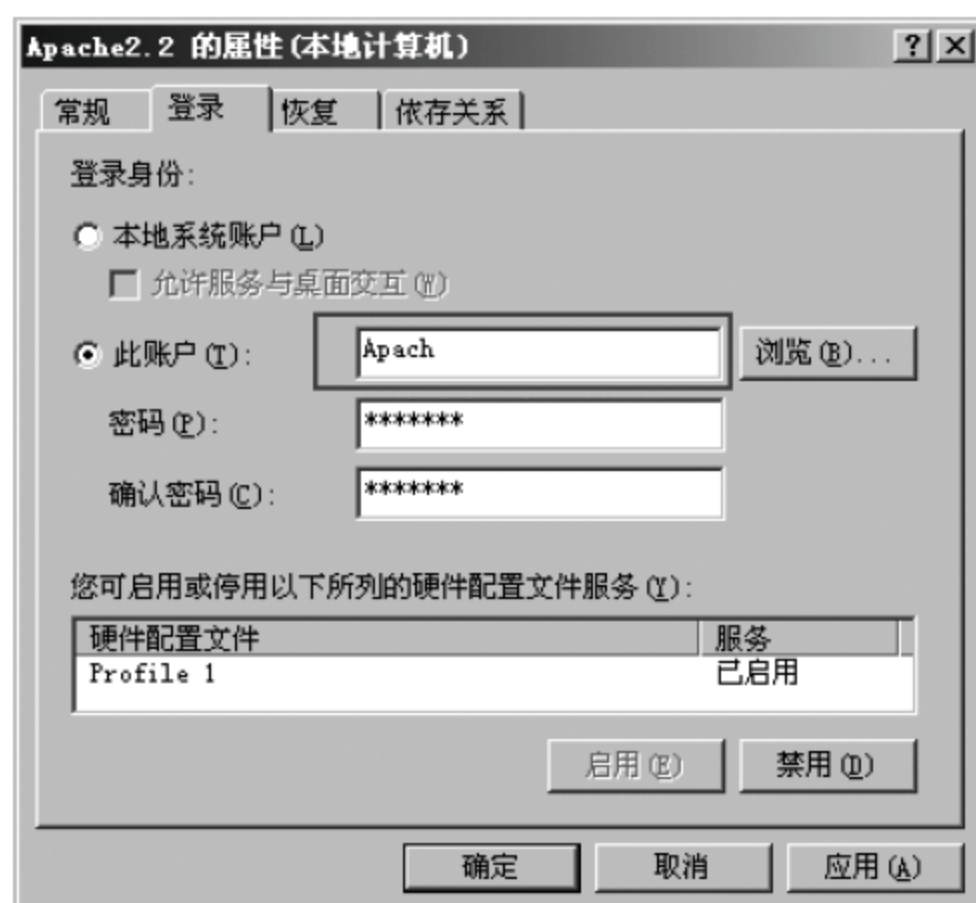 Apache2.2 的属性(本地计算机)
常规 登录 恢复 依存关系
登录身份:
本地系统账户(L)
允许服务与桌面交互(W)
此账户(T): Apach 浏览(B)...
密码(P): *******
确认密码(C): *******
您可启用或停用以下所列的硬件配置文件服务(Y):
硬件配置文件 服务
Profile 1 已启用
启用(E) 禁用(D)
确定 取消 应用(A)